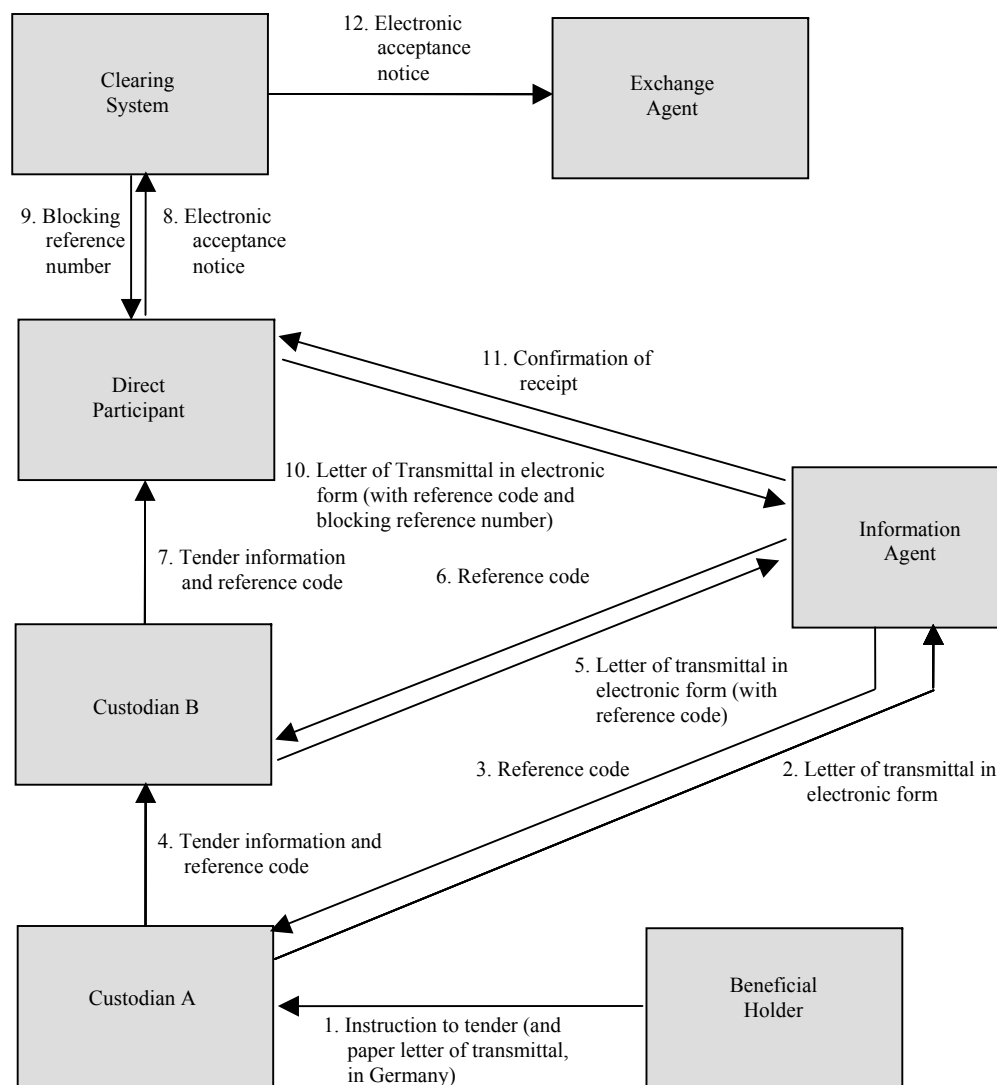 12. Electronic
acceptance
notice
Clearing
System
Exchange
Agent
9. Blocking
reference
number
8. Electronic
acceptance
notice
11. Confirmation of
receipt
Direct
Participant
10. Letter of Transmittal in electronic
form (with reference code and
blocking reference number)
Information
Agent
7. Tender information
and reference code
6. Reference code
5. Letter of transmittal in
electronic form (with
reference code)
Custodian B
3. Reference code
2. Letter of transmittal in
electronic form
4. Tender information and
reference code
Custodian A
Beneficial
Holder
1. Instruction to tender (and
paper letter of transmittal,
in Germany)